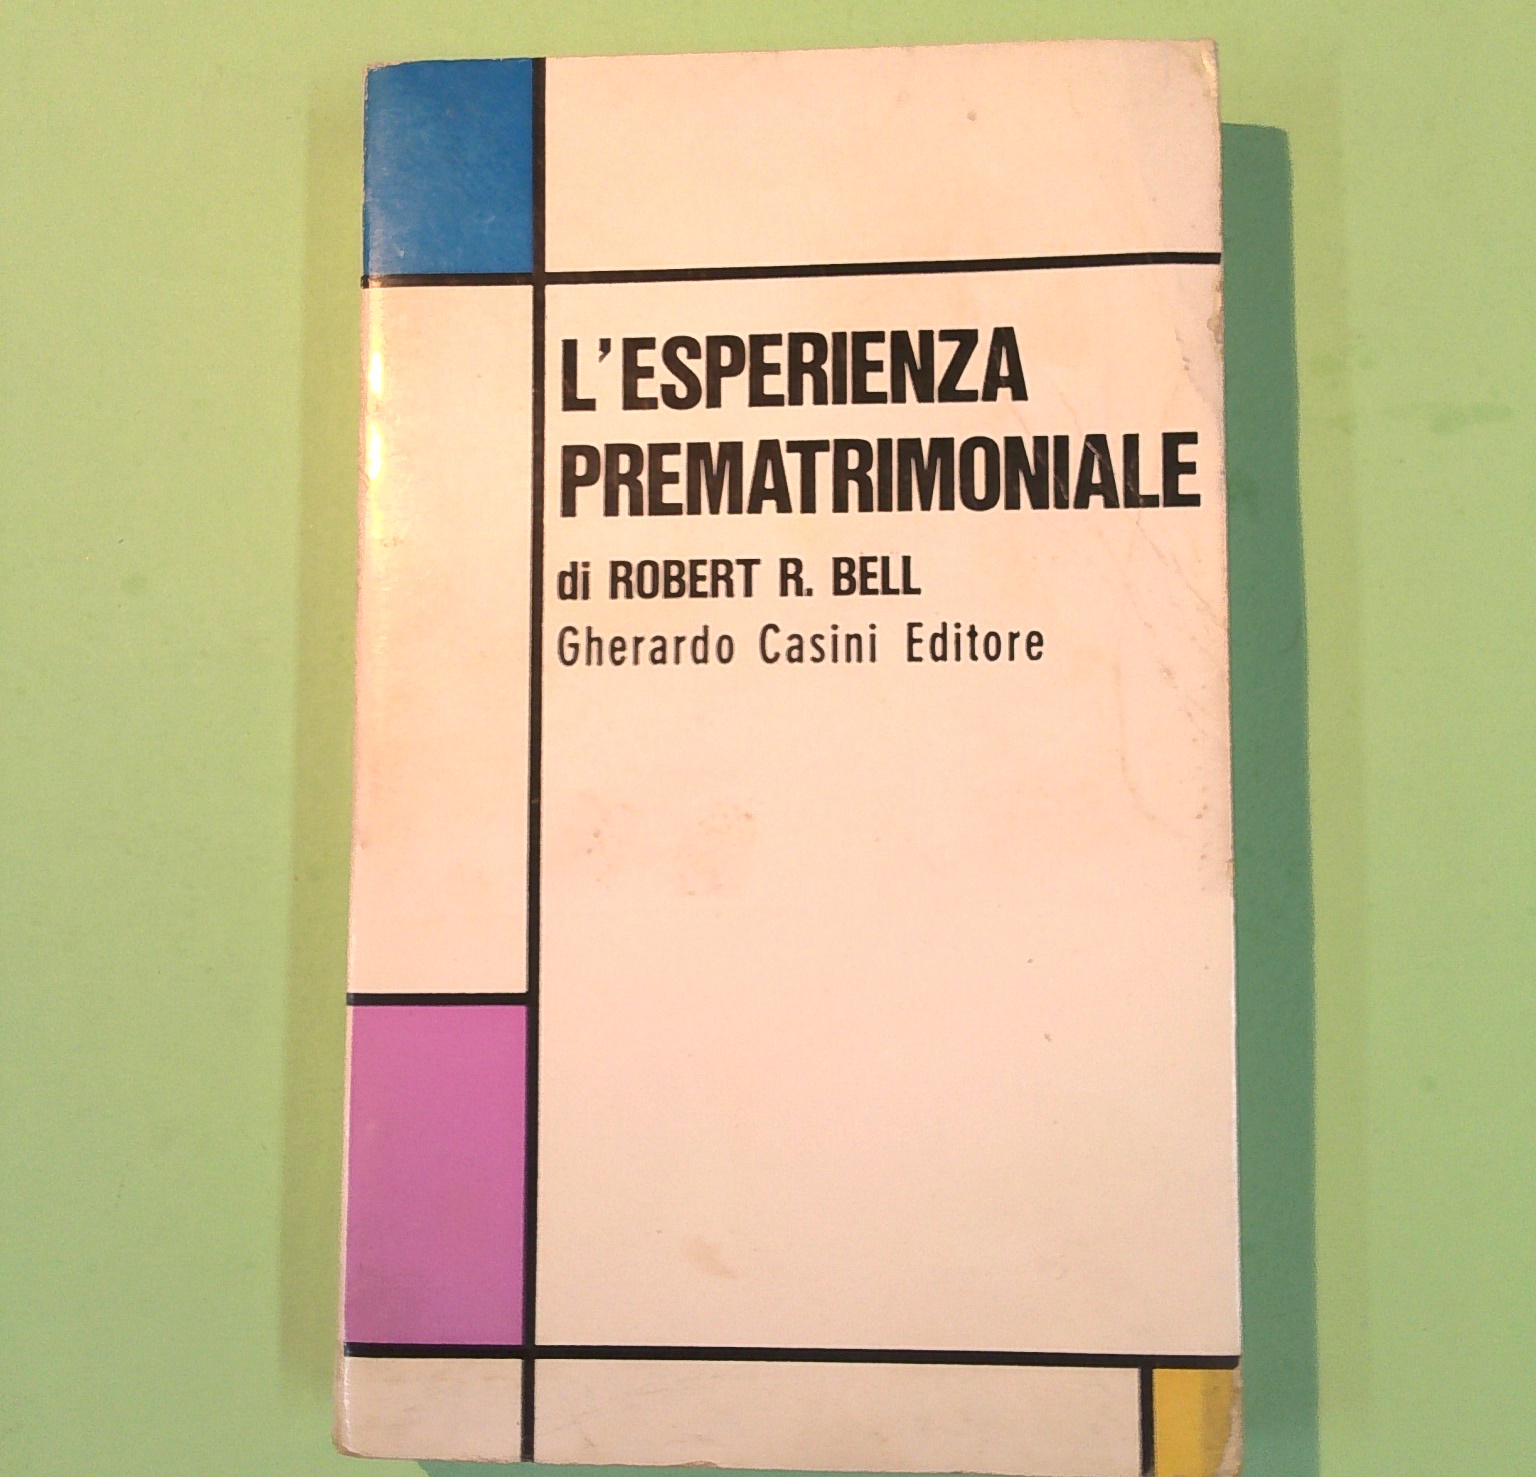 L'ESPERIENZA
PREMATRIMONIALE
di ROBERT R. BELL
Gherardo Casini Editore